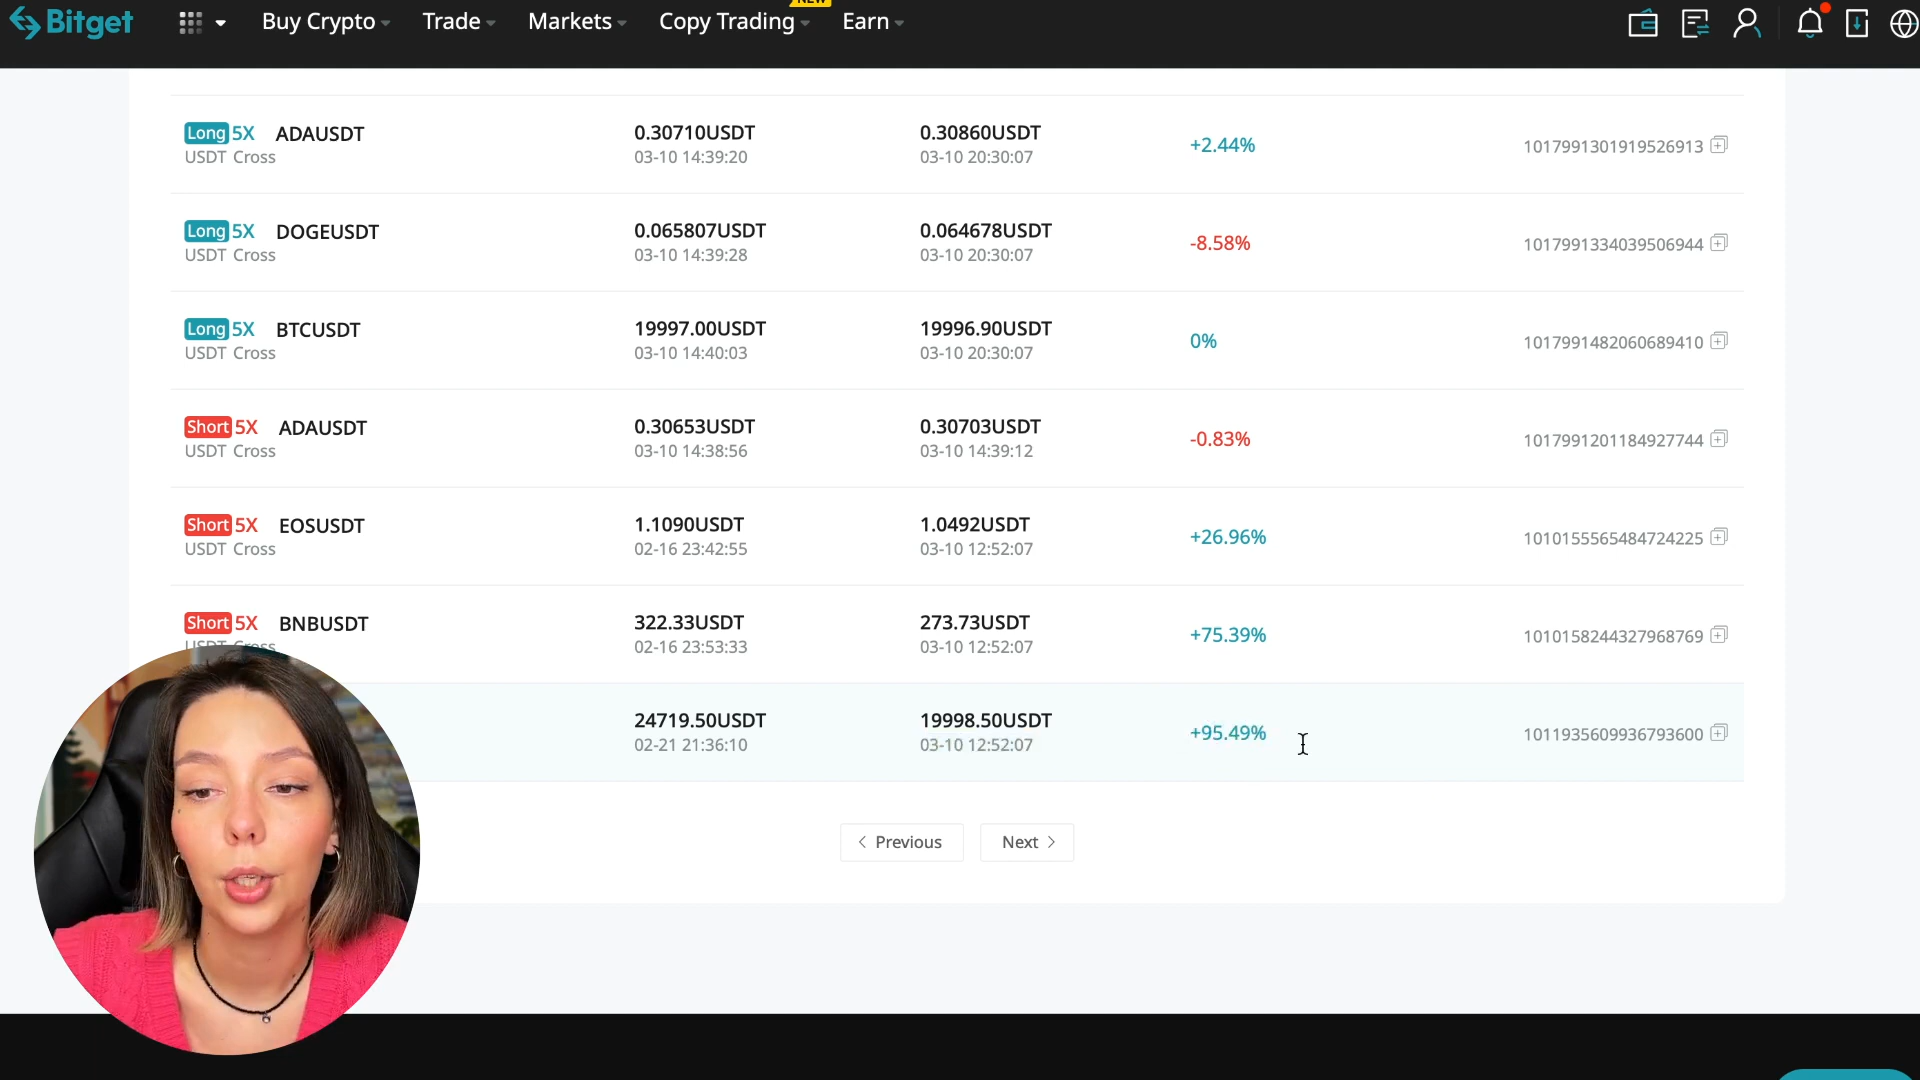 Bitget
Buy Crypto Trade Markets Copy Trading NEW Earn
Long 5X ADAUSDT 0.30710USDT 0.30860USDT +2.44% 1017991301919526913
USDT Cross 03-10 14:39:20 03-10 20:30:07
Long 5X DOGEUSDT 0.065807USDT 0.064678USDT -8.58% 1017991334039506944
USDT Cross 03-10 14:39:28 03-10 20:30:07
Long 5X BTCUSDT 19997.00USDT 19996.90USDT 0% 1017991482060689410
USDT Cross 03-10 14:40:03 03-10 20:30:07
Short 5X ADAUSDT 0.30653USDT 0.30703USDT -0.83% 1017991201184927744
USDT Cross 03-10 14:38:56 03-10 14:39:12
Short 5X EOSUSDT 1.1090USDT 1.0492USDT +26.96% 1010155565484724225
USDT Cross 02-16 23:42:55 03-10 12:52:07
Short 5X BNBUSDT 322.33USDT 273.73USDT +75.39% 1010158244327968769
USDT Cross 02-16 23:53:33 03-10 12:52:07
24719.50USDT 19998.50USDT +95.49% 1011935609936793600
02-21 21:36:10 03-10 12:52:07
Previous Next